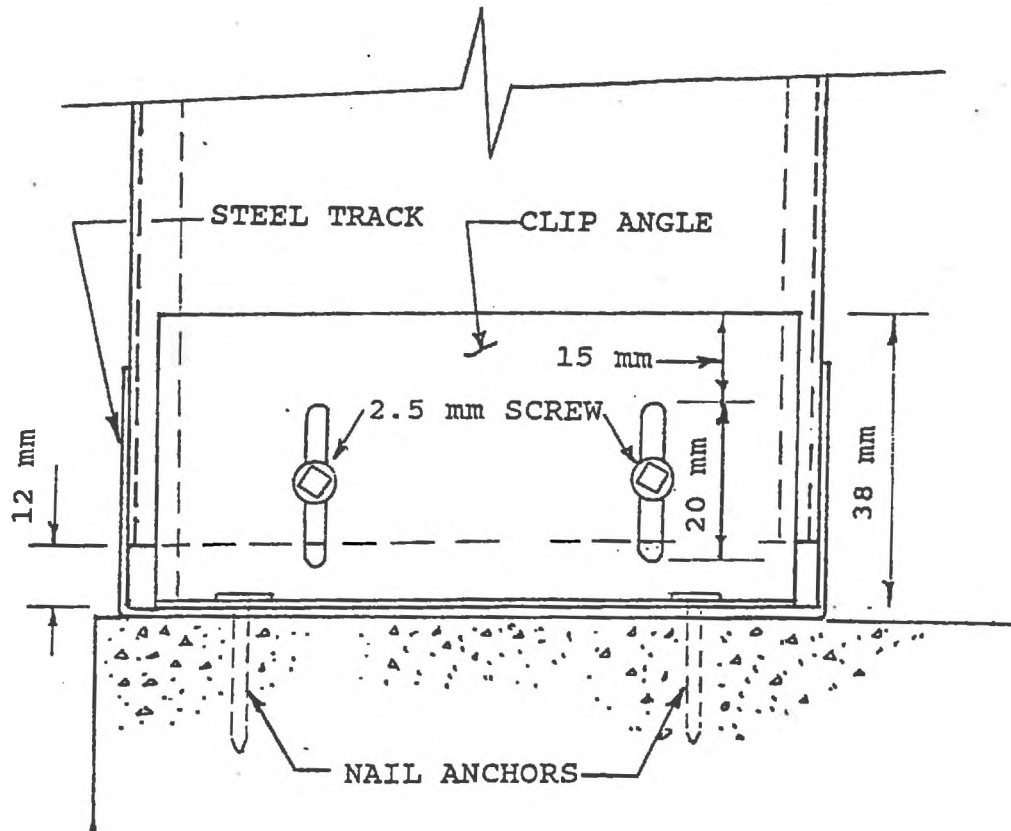 STEEL TRACK
CLIP ANGLE
15 mm
2.5 mm SCREW
12 mm
20 mm
38 mm
NAIL ANCHORS